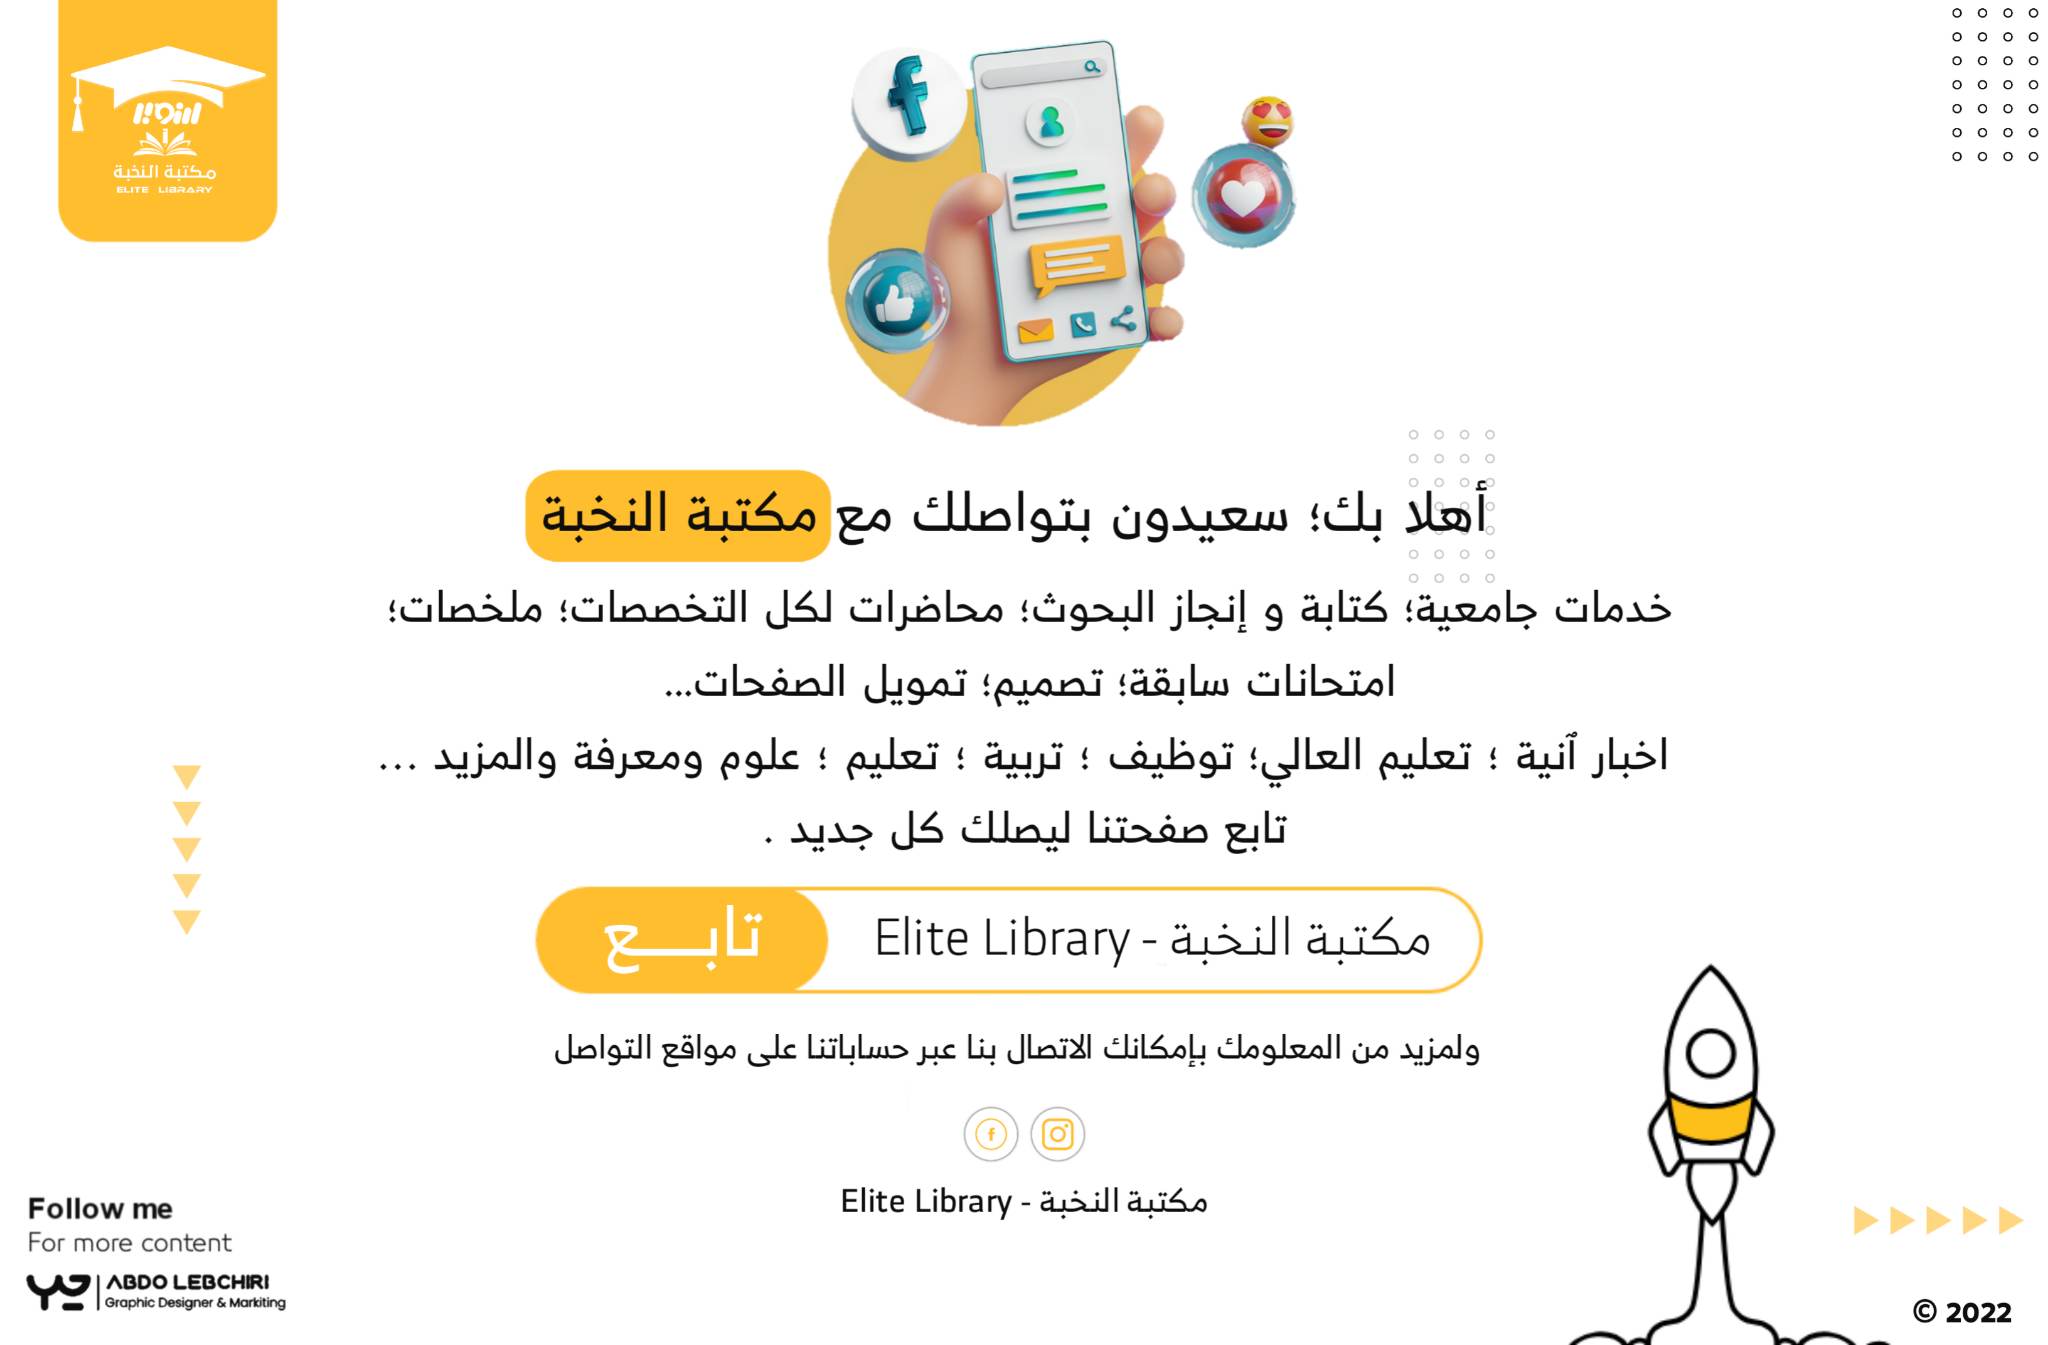 مكتبة النخبة
ELITE LIBRARY
أهلا بك؛ سعيدون بتواصلك مع مكتبة النخبة
خدمات جامعية؛ كتابة و إنجاز البحوث؛ محاضرات لكل التخصصات؛ ملخصات؛
امتحانات سابقة؛ تصميم؛ تمويل الصفحات...
اخبار آنية ؛ تعليم العالي؛ توظيف ؛ تربية ؛ تعليم ؛ علوم ومعرفة والمزيد ...
تابع صفحتنا ليصلك كل جديد .
مكتبة النخبة - Elite Library
تابـــع
ولمزيد من المعلومك بإمكانك الاتصال بنا عبر حساباتنا على مواقع التواصل
مكتبة النخبة - Elite Library
Follow me
For more content
ABDO LEBCHIRI
Graphic Designer & Markiting
© 2022